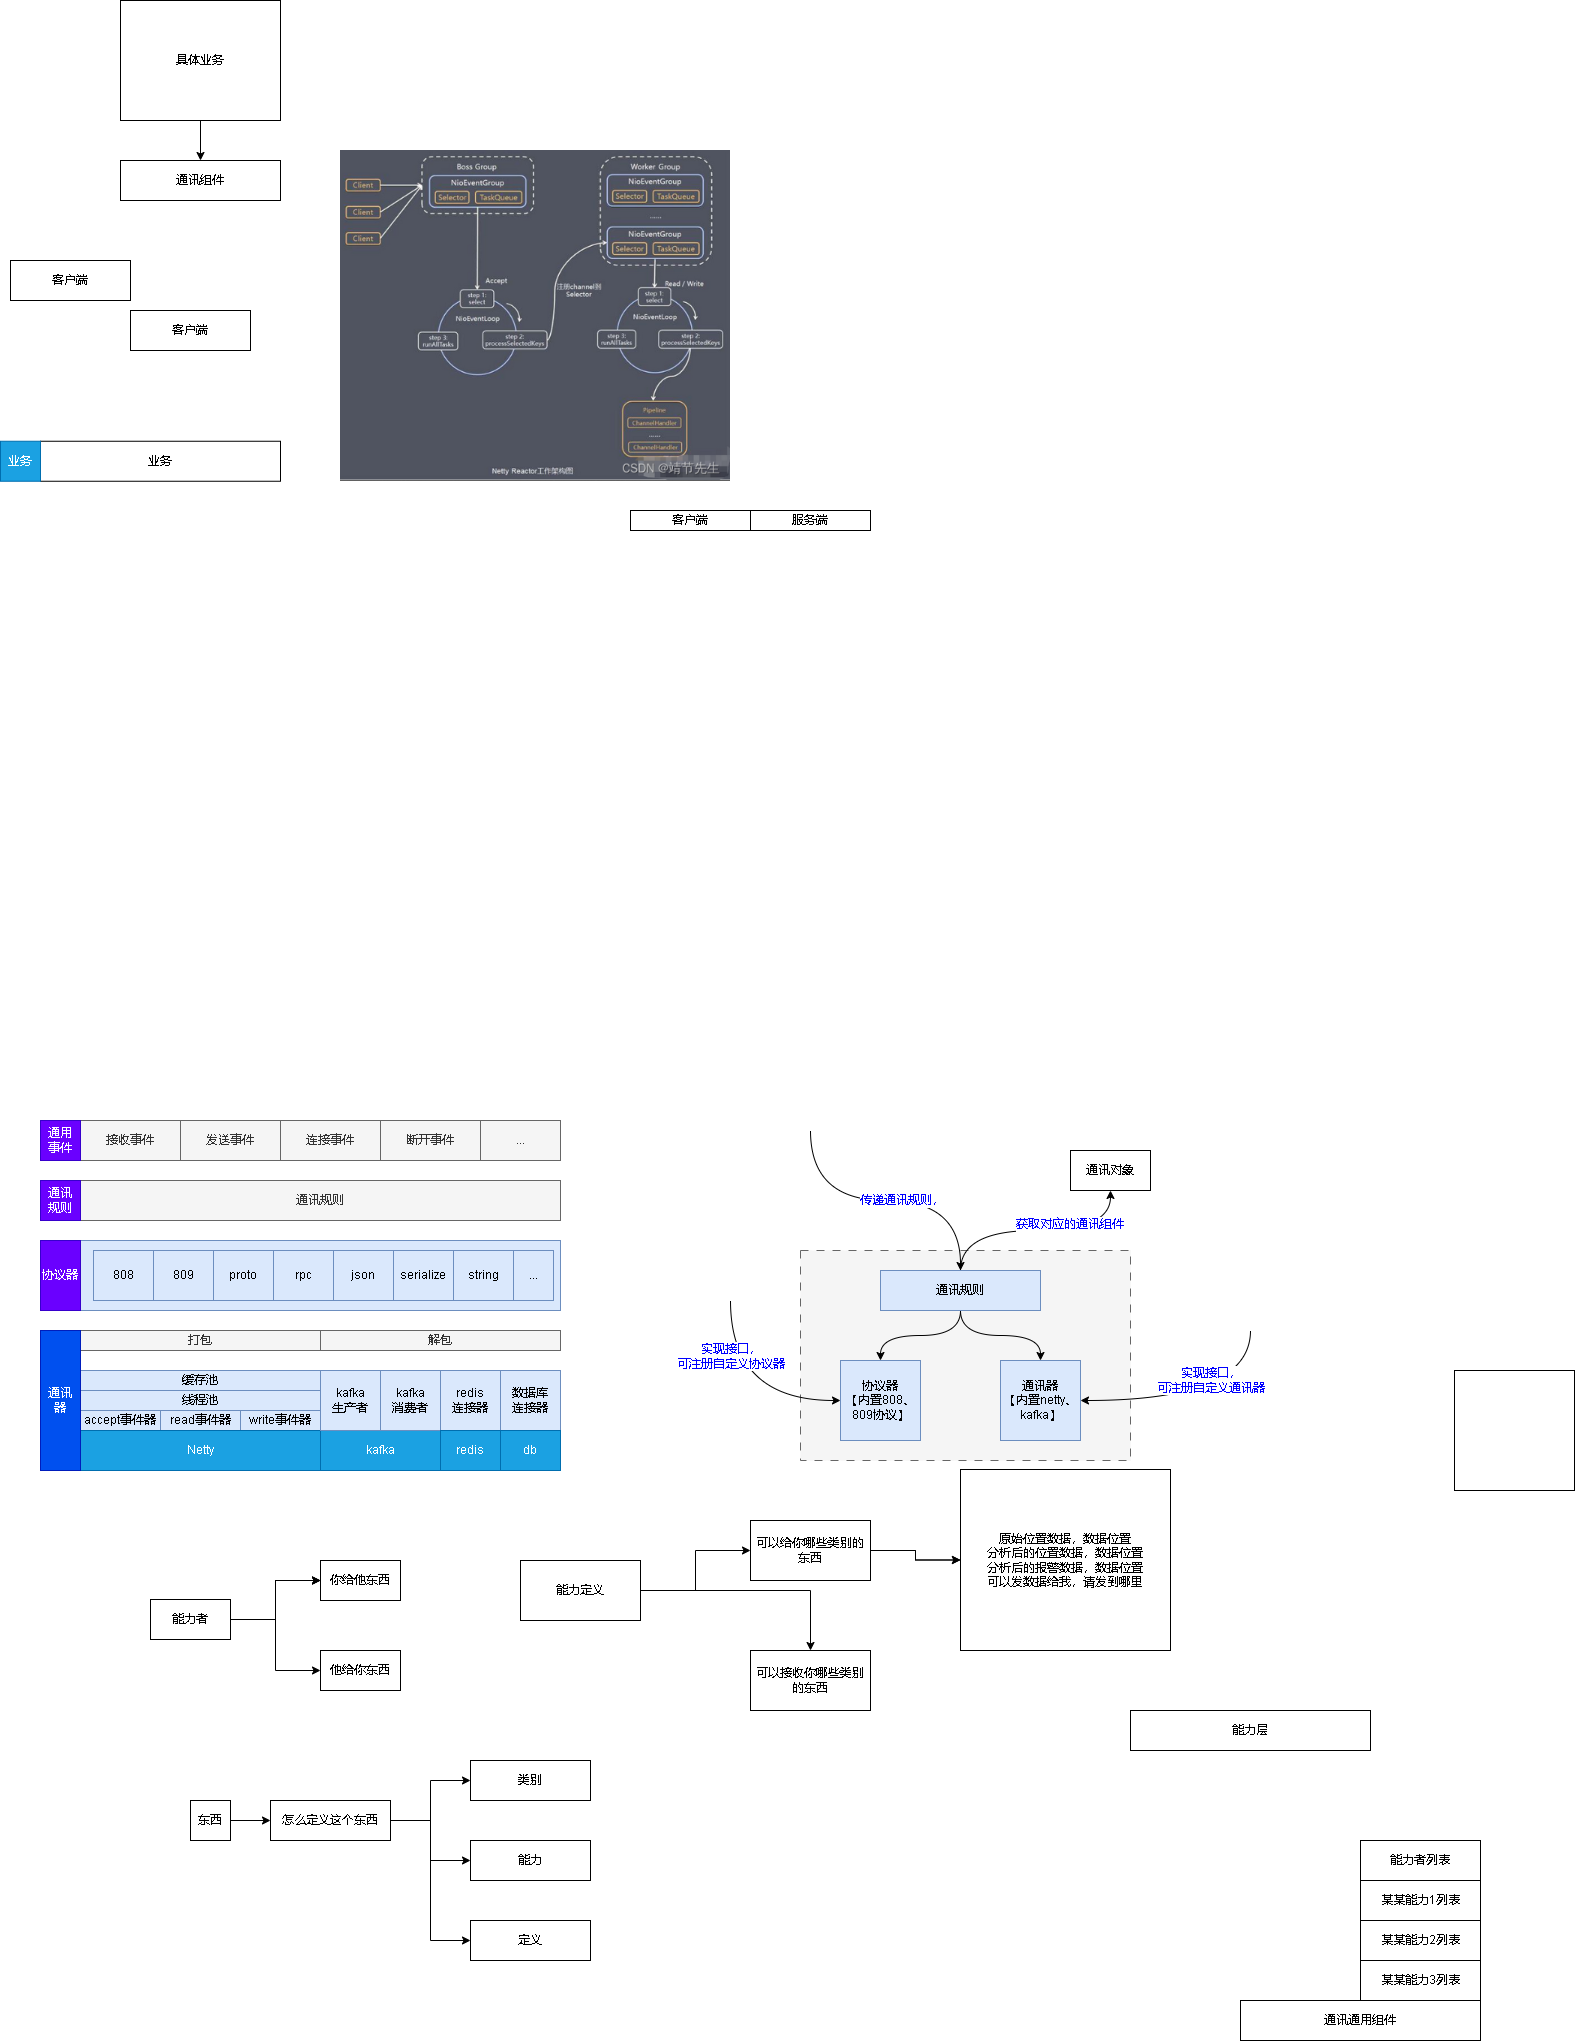 具体业务
通讯组件
客户端
客户端
业务
业务
Boss Group
NioEventGroup
Selector
TaskQueue
Client
Client
Client
Worker Group
NioEventGroup
Selector
TaskQueue
......
NioEventGroup
Selector
TaskQueue
Accept
step 1:
select
NioEventLoop
step 3:
runAllTasks
step 2:
processSelectedKeys
注册channel到
Selector
Read / Write
step 1:
select
NioEventLoop
step 3:
runAllTasks
step 2:
processSelectedKeys
Pipeline
ChannelHandler
......
ChannelHandler
Netty Reactor工作架构图
CSDN @靖节先生
客户端
服务端
通用
事件
接收事件
发送事件
连接事件
断开事件
...
通讯
规则
通讯规则
协议器
808
809
proto
rpc
json
serialize
string
...
通讯
器
打包
解包
缓存池
线程池
accept事件器
read事件器
write事件器
kafka
生产者
kafka
消费者
redis
连接器
数据库
连接器
Netty
kafka
redis
db
传递通讯规则，
通讯对象
获取对应的通讯组件
通讯规则
实现接口，
可注册自定义协议器
协议器
【内置808、
809协议】
通讯器
【内置netty、
kafka】
实现接口，
可注册自定义通讯器
能力者
你给他东西
他给你东西
能力定义
可以给你哪些类别的
东西
可以接收你哪些类别
的东西
原始位置数据，数据位置
分析后的位置数据，数据位置
分析后的报警数据，数据位置
可以发数据给我，请发到哪里
能力层
东西
怎么定义这个东西
类别
能力
定义
能力者列表
某某能力1列表
某某能力2列表
某某能力3列表
通讯通用组件